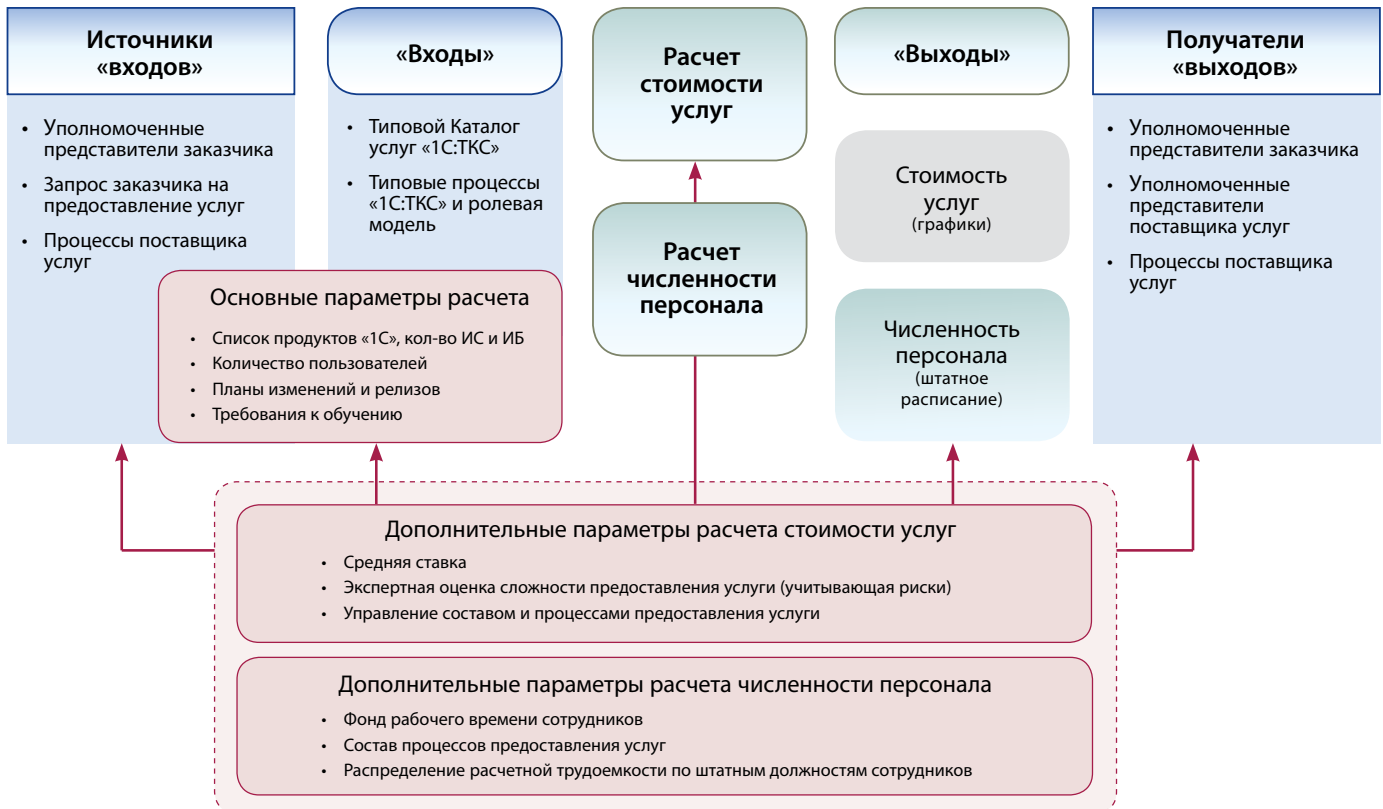 Источники
«входов»
• Уполномоченные
представители заказчика
• Запрос заказчика на
предоставление услуг
• Процессы поставщика
услуг
«Входы»
• Типовой Каталог
услуг «1С:ТКС»
• Типовые процессы
«1С:ТКС» и ролевая
модель
Основные параметры расчета
• Список продуктов «1С», кол-во ИС и ИБ
• Количество пользователей
• Планы изменений и релизов
• Требования к обучению
Расчет
стоимости
услуг
Расчет
численности
персонала
«Выходы»
Стоимость
услуг
(графики)
Численность
персонала
(штатное
расписание)
Получатели
«выходов»
• Уполномоченные
представители заказчика
• Уполномоченные
представители
поставщика услуг
• Процессы поставщика
услуг
Дополнительные параметры расчета стоимости услуг
• Средняя ставка
• Экспертная оценка сложности предоставления услуги (учитывающая риски)
• Управление составом и процессами предоставления услуги
Дополнительные параметры расчета численности персонала
• Фонд рабочего времени сотрудников
• Состав процессов предоставления услуг
• Распределение расчетной трудоемкости по штатным должностям сотрудников